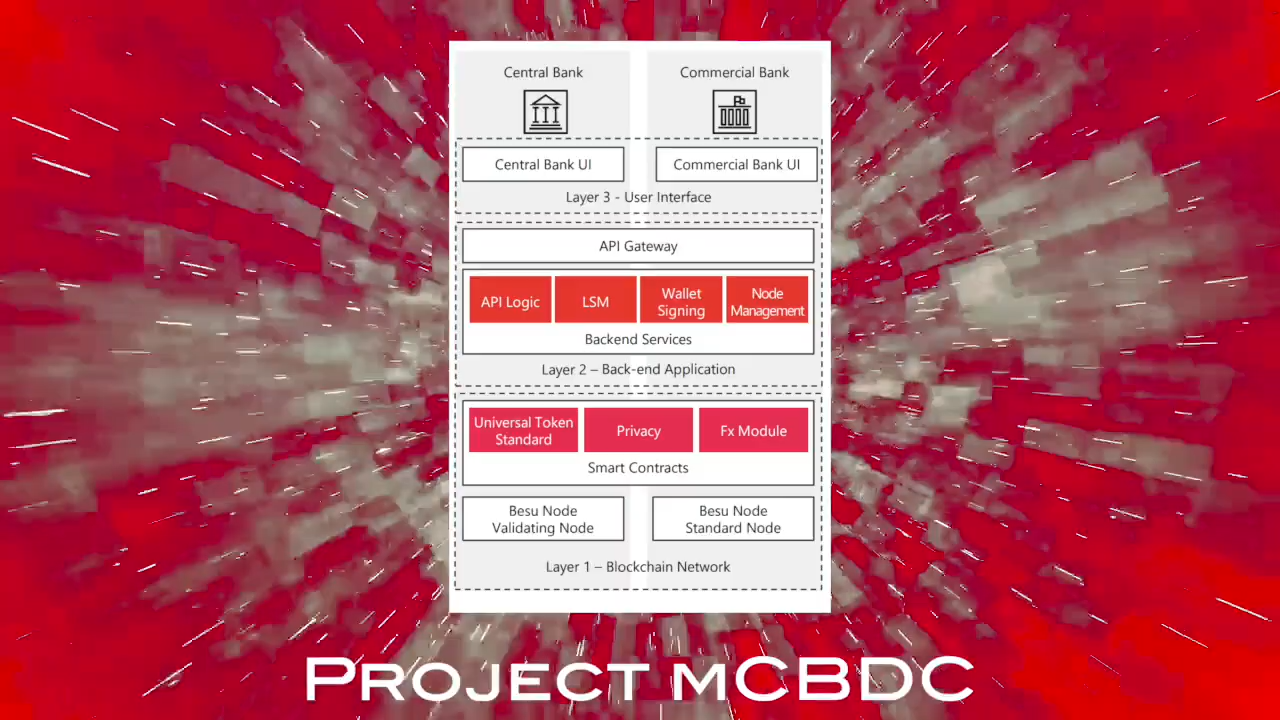 Central Bank
Commercial Bank
Central Bank UI
Commercial Bank UI
Layer 3 - User Interface
API Gateway
API Logic
LSM
Wallet
Signing
Node
Management
Backend Services
Layer 2 – Back-end Application
Universal Token
Standard
Privacy
Fx Module
Smart Contracts
Besu Node
Validating Node
Besu Node
Standard Node
Layer 1 – Blockchain Network
Project mCBDC